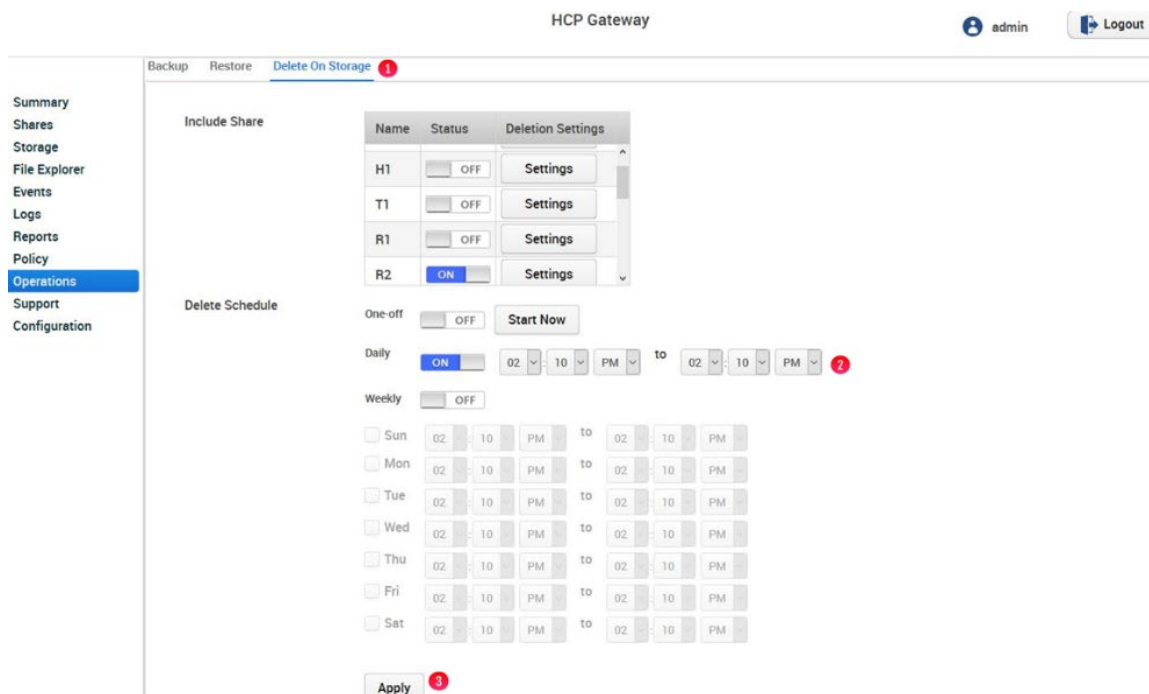 HCP Gateway
admin
Logout
Backup Restore Delete On Storage 1
Summary
Shares
Storage
File Explorer
Events
Logs
Reports
Policy
Operations
Support
Configuration
Include Share
Name Status Deletion Settings
H1 OFF Settings
T1 OFF Settings
R1 OFF Settings
R2 ON Settings
Delete Schedule
One-off OFF Start Now
Daily ON 02 : 10 PM to 02 : 10 PM 2
Weekly OFF
Sun 02 : 10 PM to 02 : 10 PM
Mon 02 : 10 PM to 02 : 10 PM
Tue 02 : 10 PM to 02 : 10 PM
Wed 02 : 10 PM to 02 : 10 PM
Thu 02 : 10 PM to 02 : 10 PM
Fri 02 : 10 PM to 02 : 10 PM
Sat 02 : 10 PM to 02 : 10 PM
Apply 3